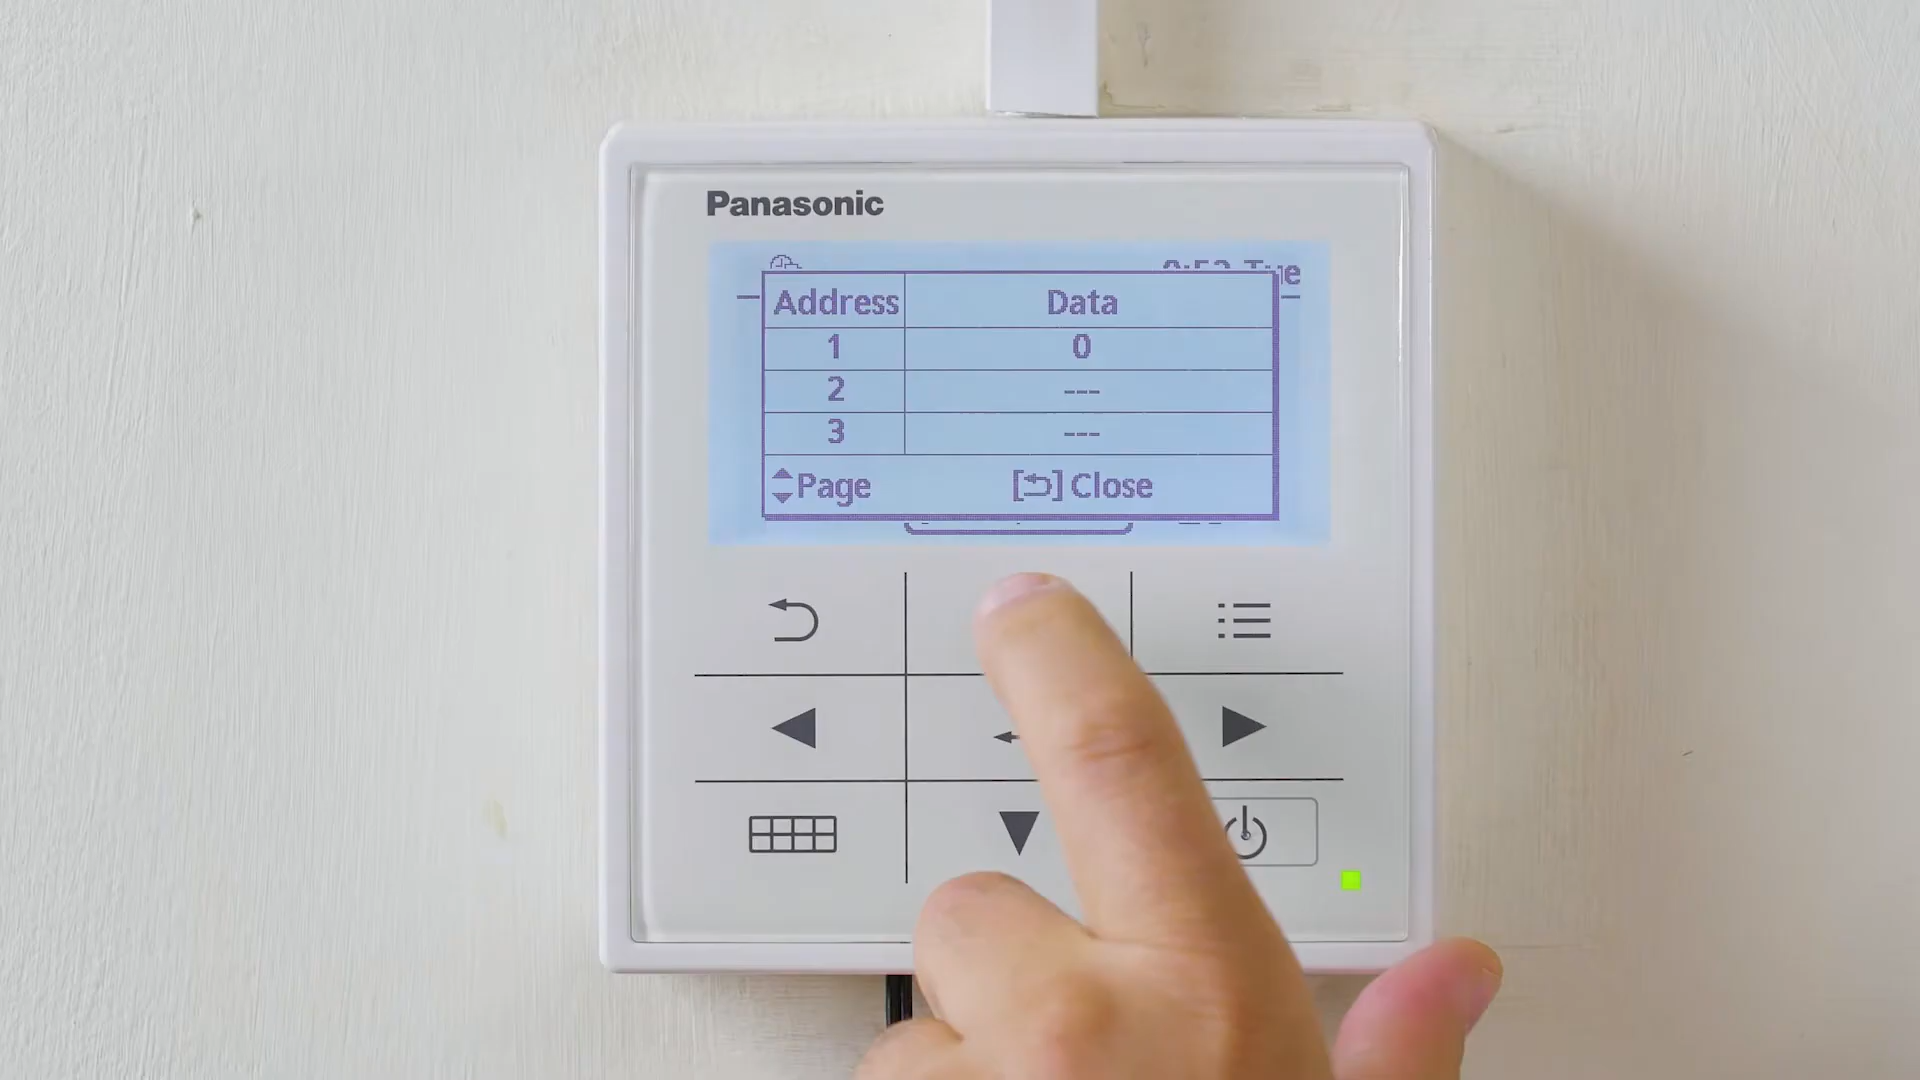 Panasonic
Address Data
1 0
2 ---
3 ---
Page [⮌] Close